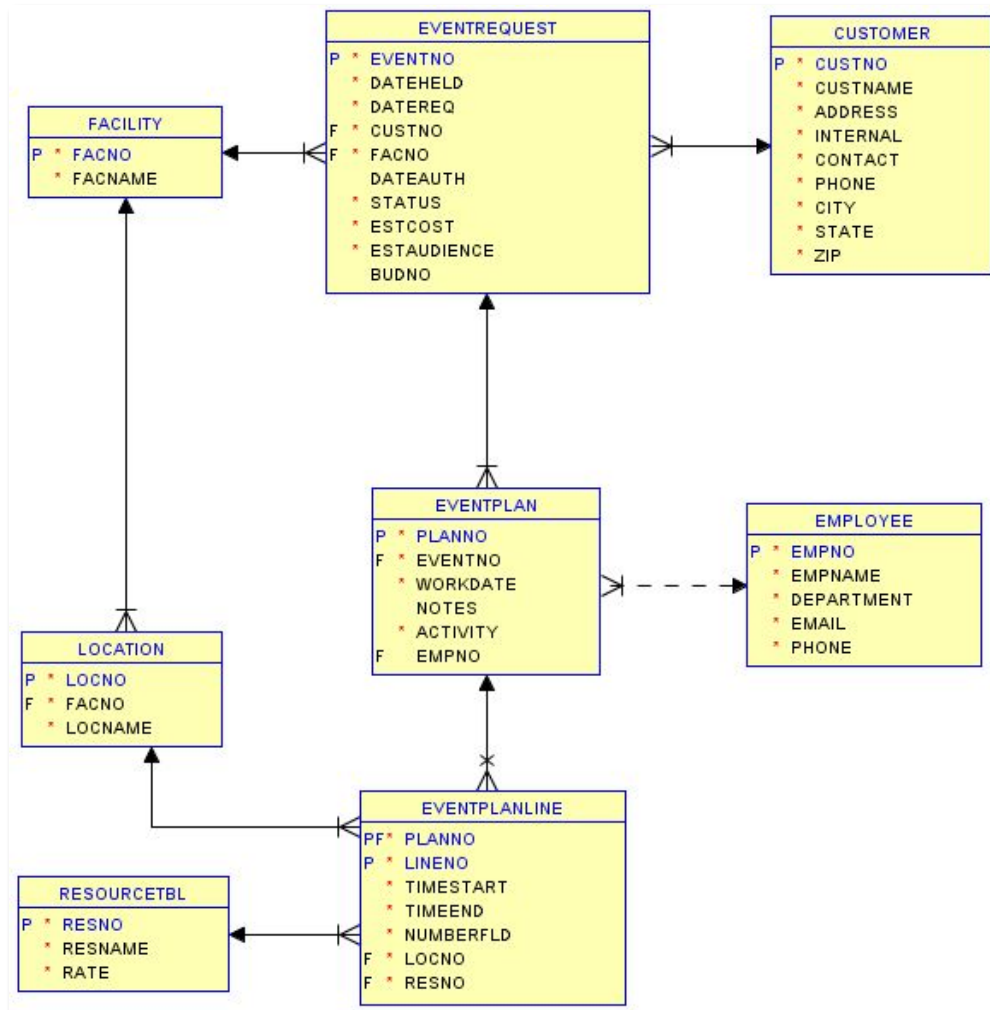 EVENTREQUEST
P * EVENTNO
* DATEHELD
* DATEREQ
F * CUSTNO
F * FACNO
DATEAUTH
* STATUS
* ESTCOST
* ESTAUDIENCE
BUDNO
CUSTOMER
P * CUSTNO
* CUSTNAME
* ADDRESS
* INTERNAL
* CONTACT
* PHONE
* CITY
* STATE
* ZIP
FACILITY
P * FACNO
* FACNAME
EVENTPLAN
P * PLANNO
F * EVENTNO
* WORKDATE
NOTES
* ACTIVITY
F EMPNO
EMPLOYEE
P * EMPNO
* EMPNAME
* DEPARTMENT
* EMAIL
* PHONE
LOCATION
P * LOCNO
F * FACNO
* LOCNAME
EVENTPLANLINE
PF* PLANNO
P * LINENO
* TIMESTART
* TIMEEND
* NUMBERFLD
F * LOCNO
F * RESNO
RESOURCETBL
P * RESNO
* RESNAME
* RATE